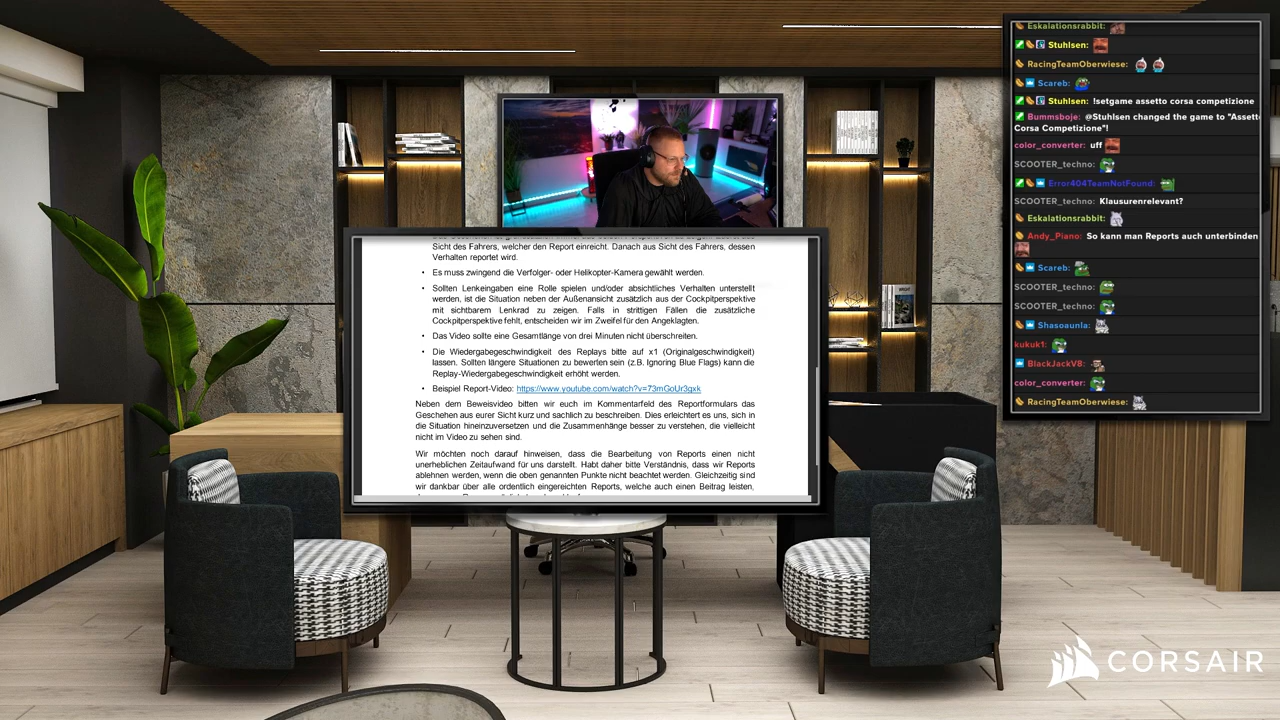 Sicht des Fahrers, welcher den Report einreicht. Danach aus Sicht des Fahrers, dessen
Verhalten reportet wird.
• Es muss zwingend die Verfolger- oder Helikopter-Kamera gewählt werden.
• Sollten Lenkeingaben eine Rolle spielen und/oder absichtliches Verhalten unterstellt
werden, ist die Situation neben der Außenansicht zusätzlich aus der Cockpitperspektive
mit sichtbarem Lenkrad zu zeigen. Falls in strittigen Fällen die zusätzliche
Cockpitperspektive fehlt, entscheiden wir im Zweifel für den Angeklagten.
• Das Video sollte eine Gesamtlänge von drei Minuten nicht überschreiten.
• Die Wiedergabegeschwindigkeit des Replays bitte auf x1 (Originalgeschwindigkeit)
lassen. Sollten längere Situationen zu bewerten sein (z.B. Ignoring Blue Flags) kann die
Replay-Wiedergabegeschwindigkeit erhöht werden.
• Beispiel Report-Video: https://www.youtube.com/watch?v=73mGoUr3gxk
Neben dem Beweisvideo bitten wir euch im Kommentarfeld des Reportformulars das
Geschehen aus eurer Sicht kurz und sachlich zu beschreiben. Dies erleichtert es uns, sich in
die Situation hineinzuversetzen und die Zusammenhänge besser zu verstehen, die vielleicht
nicht im Video zu sehen sind.
Wir möchten noch darauf hinweisen, dass die Bearbeitung von Reports einen nicht
unerheblichen Zeitaufwand für uns darstellt. Habt daher bitte Verständnis, dass wir Reports
ablehnen werden, wenn die oben genannten Punkte nicht beachtet werden. Gleichzeitig sind
wir dankbar über alle ordentlich eingereichten Reports, welche auch einen Beitrag leisten,
Eskalationsrabbit:
Stuhlsen:
RacingTeamOberwiese:
Scareb:
Stuhlsen: !setgame assetto corsa competizione
Bummsboje: @Stuhlsen changed the game to "Assetto
Corsa Competizione"!
color_converter: uff
SCOOTER_techno:
Error404TeamNotFound:
SCOOTER_techno: Klausurenrelevant?
Eskalationsrabbit:
Andy_Piano: So kann man Reports auch unterbinden
Scareb:
SCOOTER_techno:
SCOOTER_techno:
Shasoaunla:
kukuk1:
BlackJackV8:
color_converter:
RacingTeamOberwiese:
CORSAIR